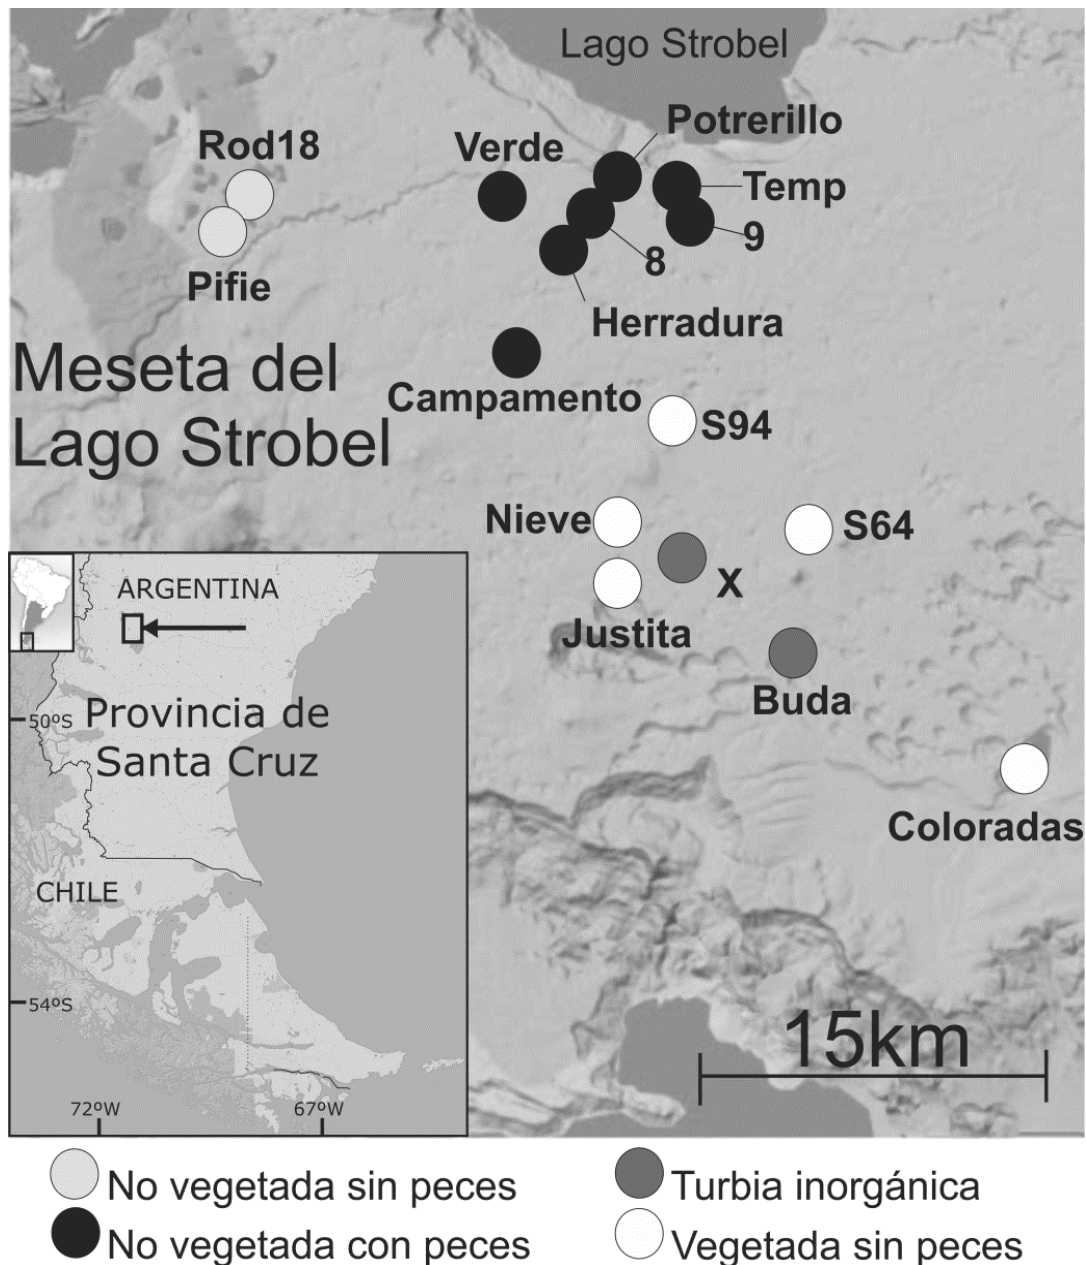 Lago Strobel
Potrerillo
Rod18
Verde
Temp
9
8
Pifie
Herradura
Meseta del
Lago Strobel
Campamento
S94
Nieve
S64
X
Justita
Buda
Coloradas
ARGENTINA
50ºS
Provincia de
Santa Cruz
CHILE
54ºS
72ºW
67ºW
15km
No vegetada sin peces
Turbia inorgánica
No vegetada con peces
Vegetada sin peces